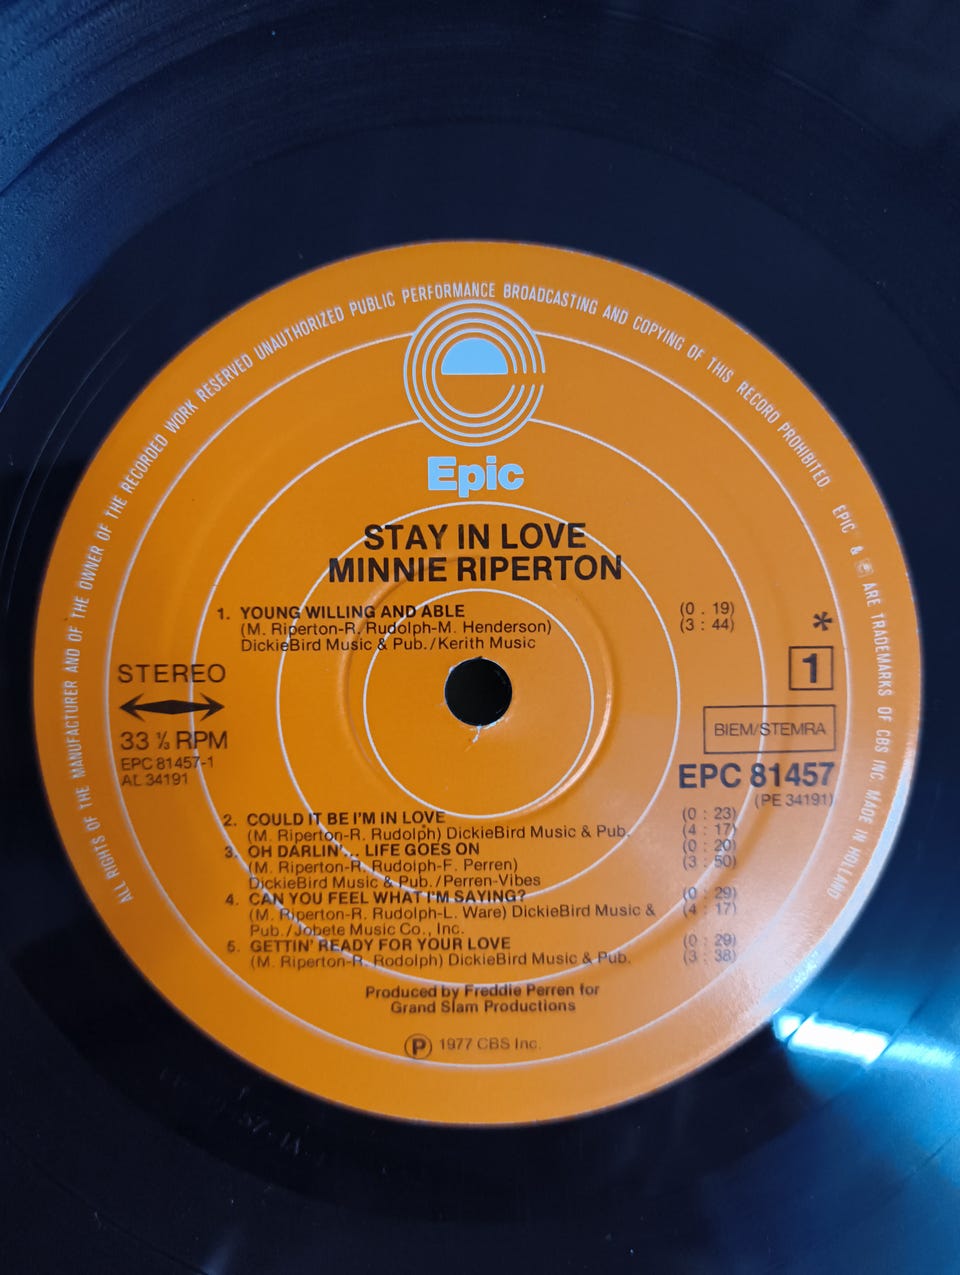 ALL RIGHTS OF THE MANUFACTURER AND OF THE OWNER OF THE RECORDED WORK RESERVED UNAUTHORIZED PUBLIC PERFORMANCE BROADCASTING AND COPYING OF THIS RECORD PROHIBITED. EPIC & ARE TRADEMARKS OF CBS INC. MADE IN HOLLAND
Epic
STAY IN LOVE
MINNIE RIPERTON
1. YOUNG WILLING AND ABLE (0 . 19)
(M. Riperton-R. Rudolph-M. Henderson) (3 : 44)
DickieBird Music & Pub./Kerith Music
*
STEREO
1
33 ⅓ RPM
BIEM/STEMRA
EPC 81457-1
EPC 81457
AL 34191
(PE 34191)
2. COULD IT BE I'M IN LOVE (0 : 23)
(M. Riperton-R. Rudolph) DickieBird Music & Pub. (4 : 17)
3. OH DARLIN'... LIFE GOES ON (0 : 20)
(M. Riperton-R. Rudolph-F. Perren) (3 : 50)
DickieBird Music & Pub./Perren-Vibes
4. CAN YOU FEEL WHAT I'M SAYING? (0 : 29)
(M. Riperton-R. Rudolph-L. Ware) DickieBird Music & (4 : 17)
Pub./Jobete Music Co., Inc.
5. GETTIN' READY FOR YOUR LOVE (0 : 29)
(M. Riperton-R. Rodolph) DickieBird Music & Pub. (3 : 38)
Produced by Freddie Perren for
Grand Slam Productions
Ⓟ 1977 CBS Inc.